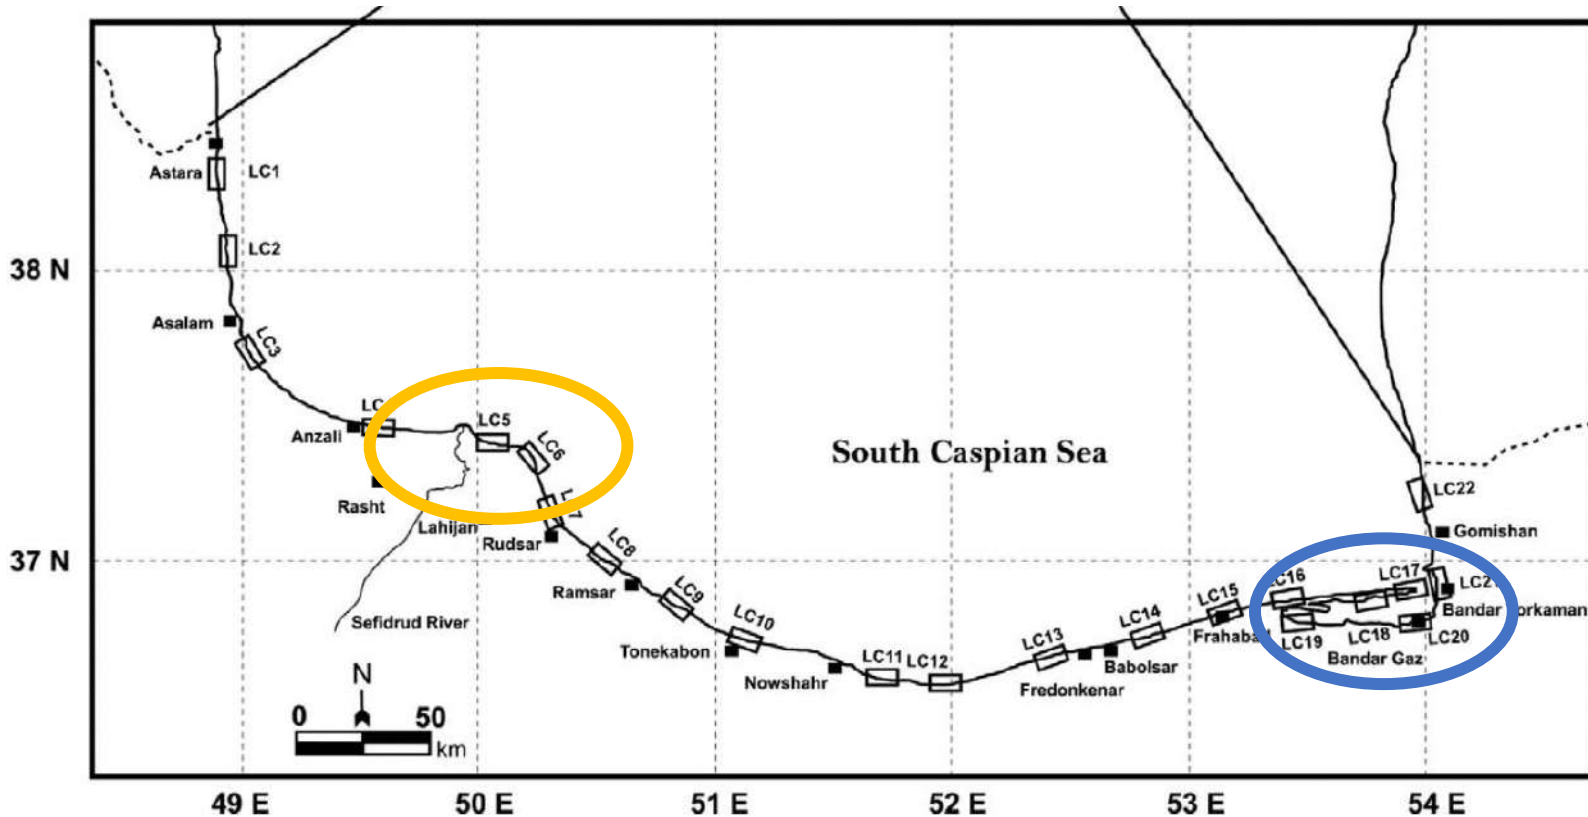 Astara
LC1
LC2
38 N
Asalam
LC3
LC
Anzali
LC5
LC6
Rasht
Lahijan
Rudsar
LC8
Ramsar
LC9
Sefidrud River
LC10
Tonekabon
Nowshahr
LC11
LC12
South Caspian Sea
LC13
Fredonkenar
LC14
Babolsar
LC15
LC16
LC17
LC22
Gomishan
37 N
Bandar
LC19
LC18
LC20
Bandar Gaz
N
0 50
km
49 E 50 E 51 E 52 E 53 E 54 E